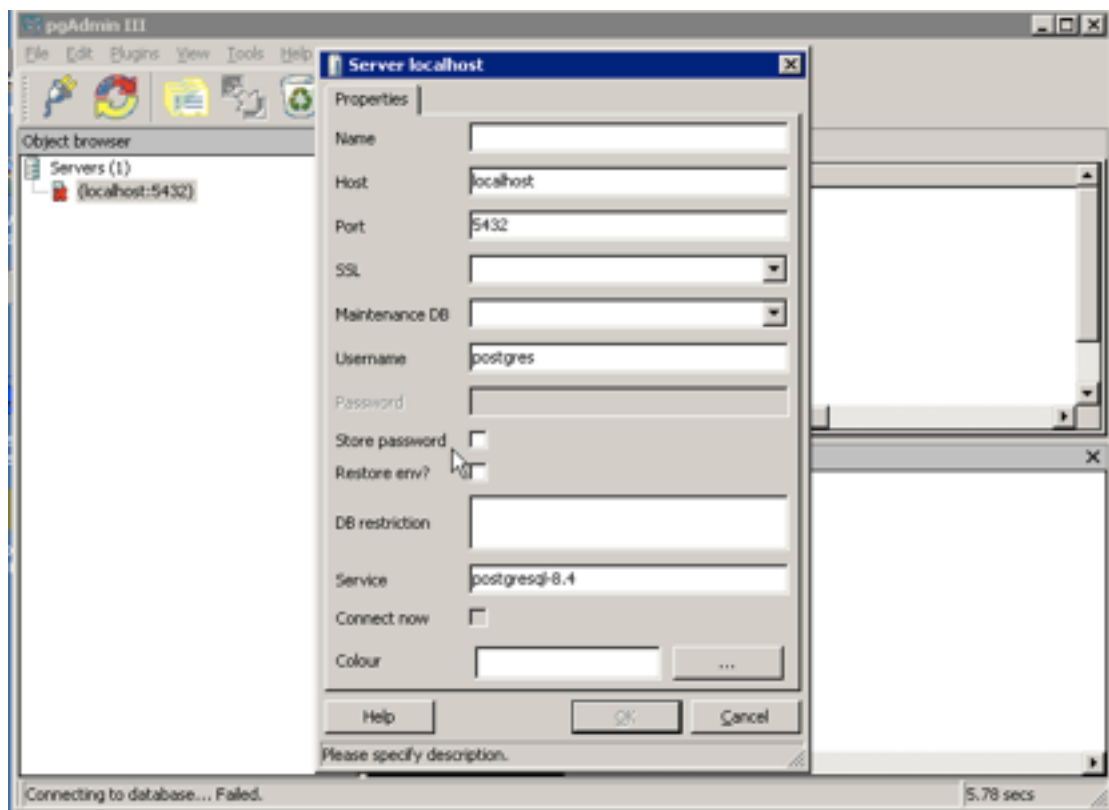 pgAdmin III
File Edit Plugins View Tools Help
Object browser
Servers (1)
(localhost:5432)
Server localhost
Properties
Name
Host localhost
Port 5432
SSL
Maintenance DB
Username postgres
Password
Store password
Restore env?
DB restriction
Service postgresql-8.4
Connect now
Colour ...
Help OK Cancel
Please specify description.
Connecting to database... Failed. 5.78 secs